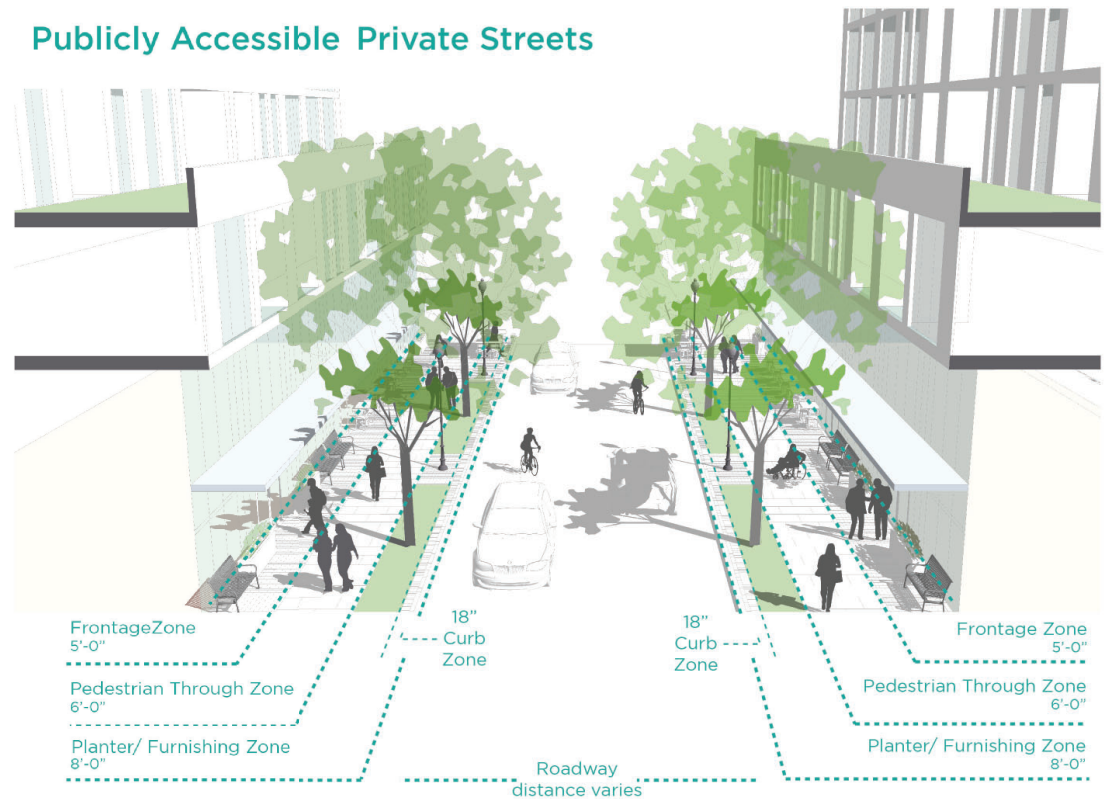 Publicly Accessible Private Streets
FrontageZone
5'-0"
Pedestrian Through Zone
6'-0"
Planter/ Furnishing Zone
8'-0"
18"
Curb
Zone
Roadway
distance varies
18"
Curb
Zone
Frontage Zone
5'-0"
Pedestrian Through Zone
6'-0"
Planter/ Furnishing Zone
8'-0"